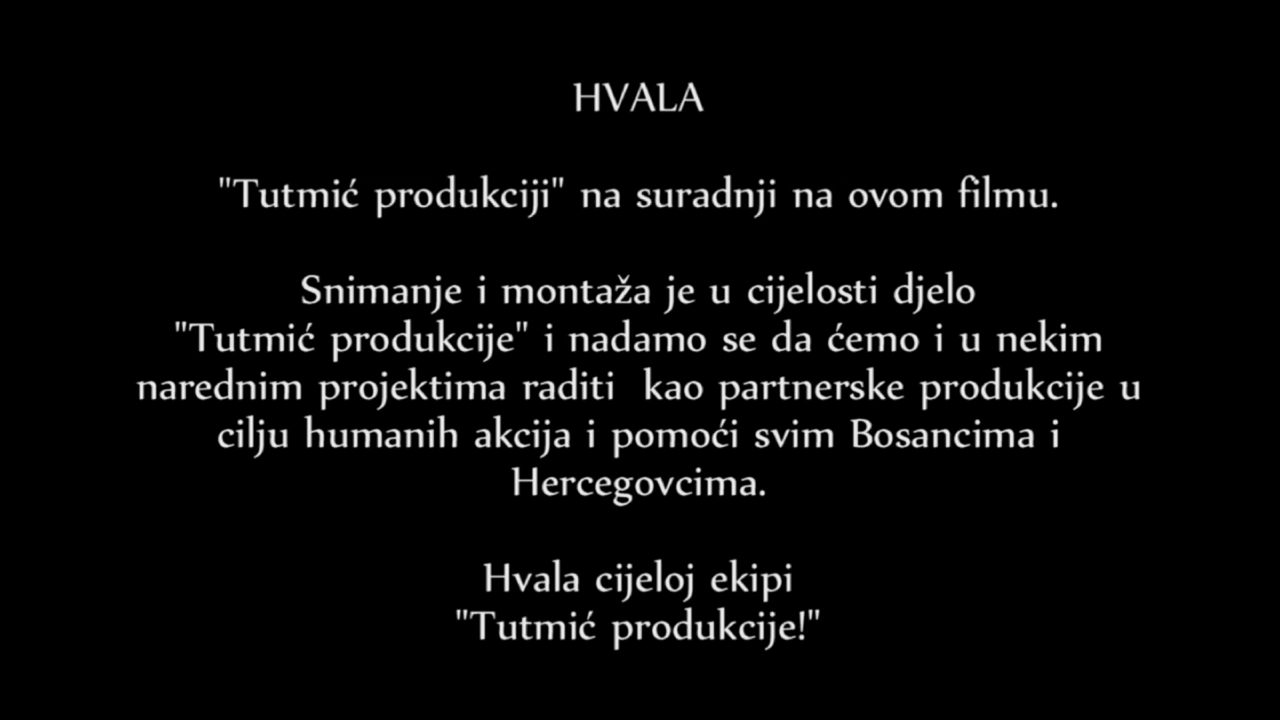 HVALA
"Tutmić produkciji" na suradnji na ovom filmu.
Snimanje i montaža je u cijelosti djelo
"Tutmić produkcije" i nadamo se da ćemo i u nekim
narednim projektima raditi  kao partnerske produkcije u
cilju humanih akcija i pomoći svim Bosancima i
Hercegovcima.
Hvala cijeloj ekipi
"Tutmić produkcije!"